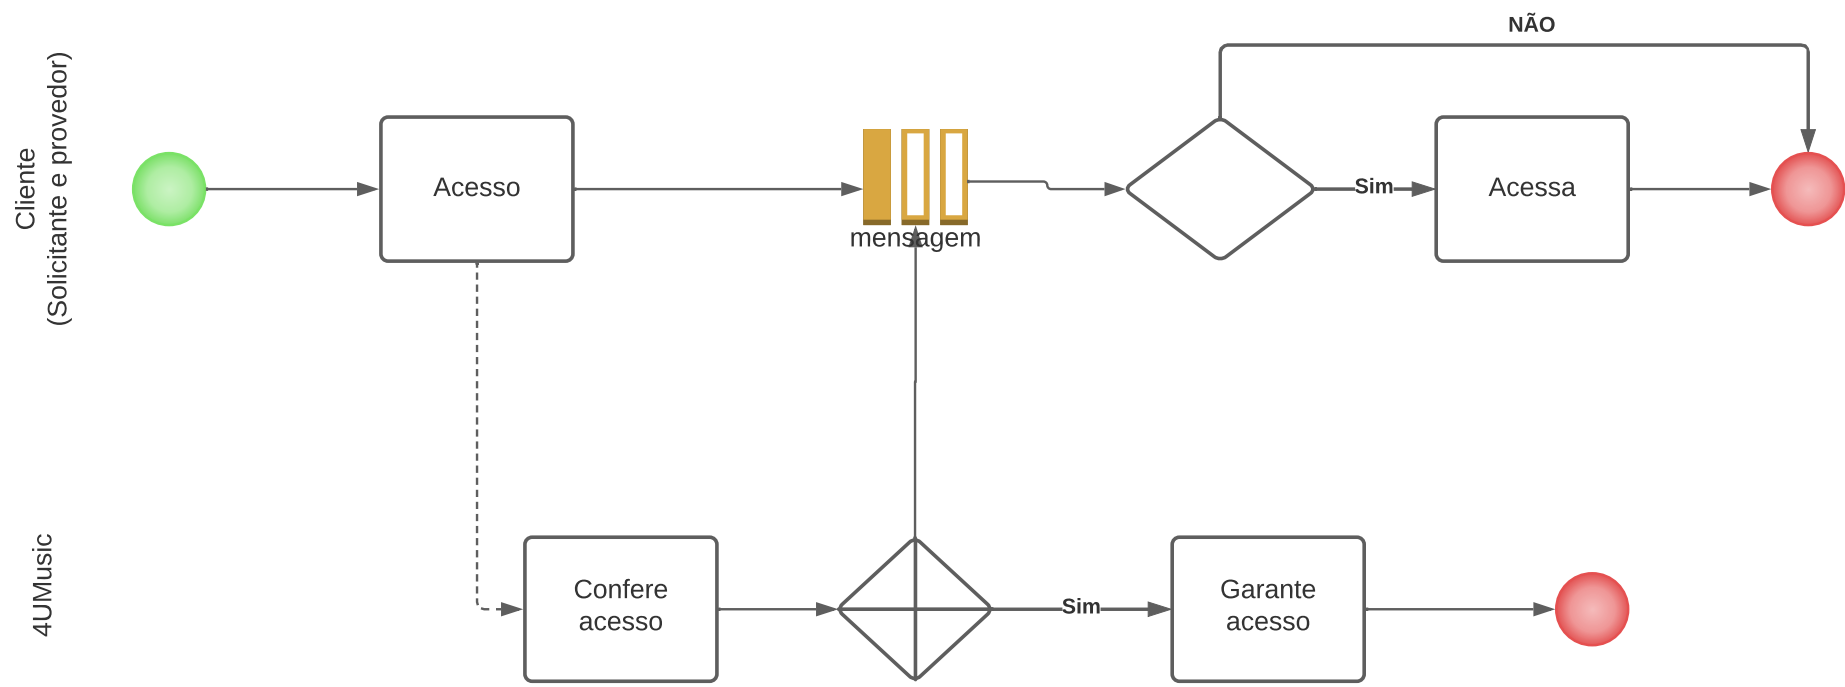 NÃO
Cliente
(Solicitante e provedor)
Acesso
mensagem
Sim
Acessa
4UMusic
Confere
acesso
Sim
Garante
acesso